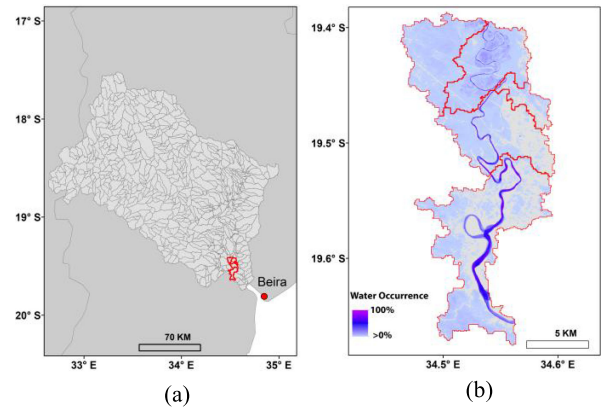 17° S
18° S
19° S
20° S
33° E
34° E
35° E
Beira
70 KM
(a)
19.4° S
19.5° S
19.6° S
34.5° E
34.6° E
Water Occurrence
100%
>0%
5 KM
(b)